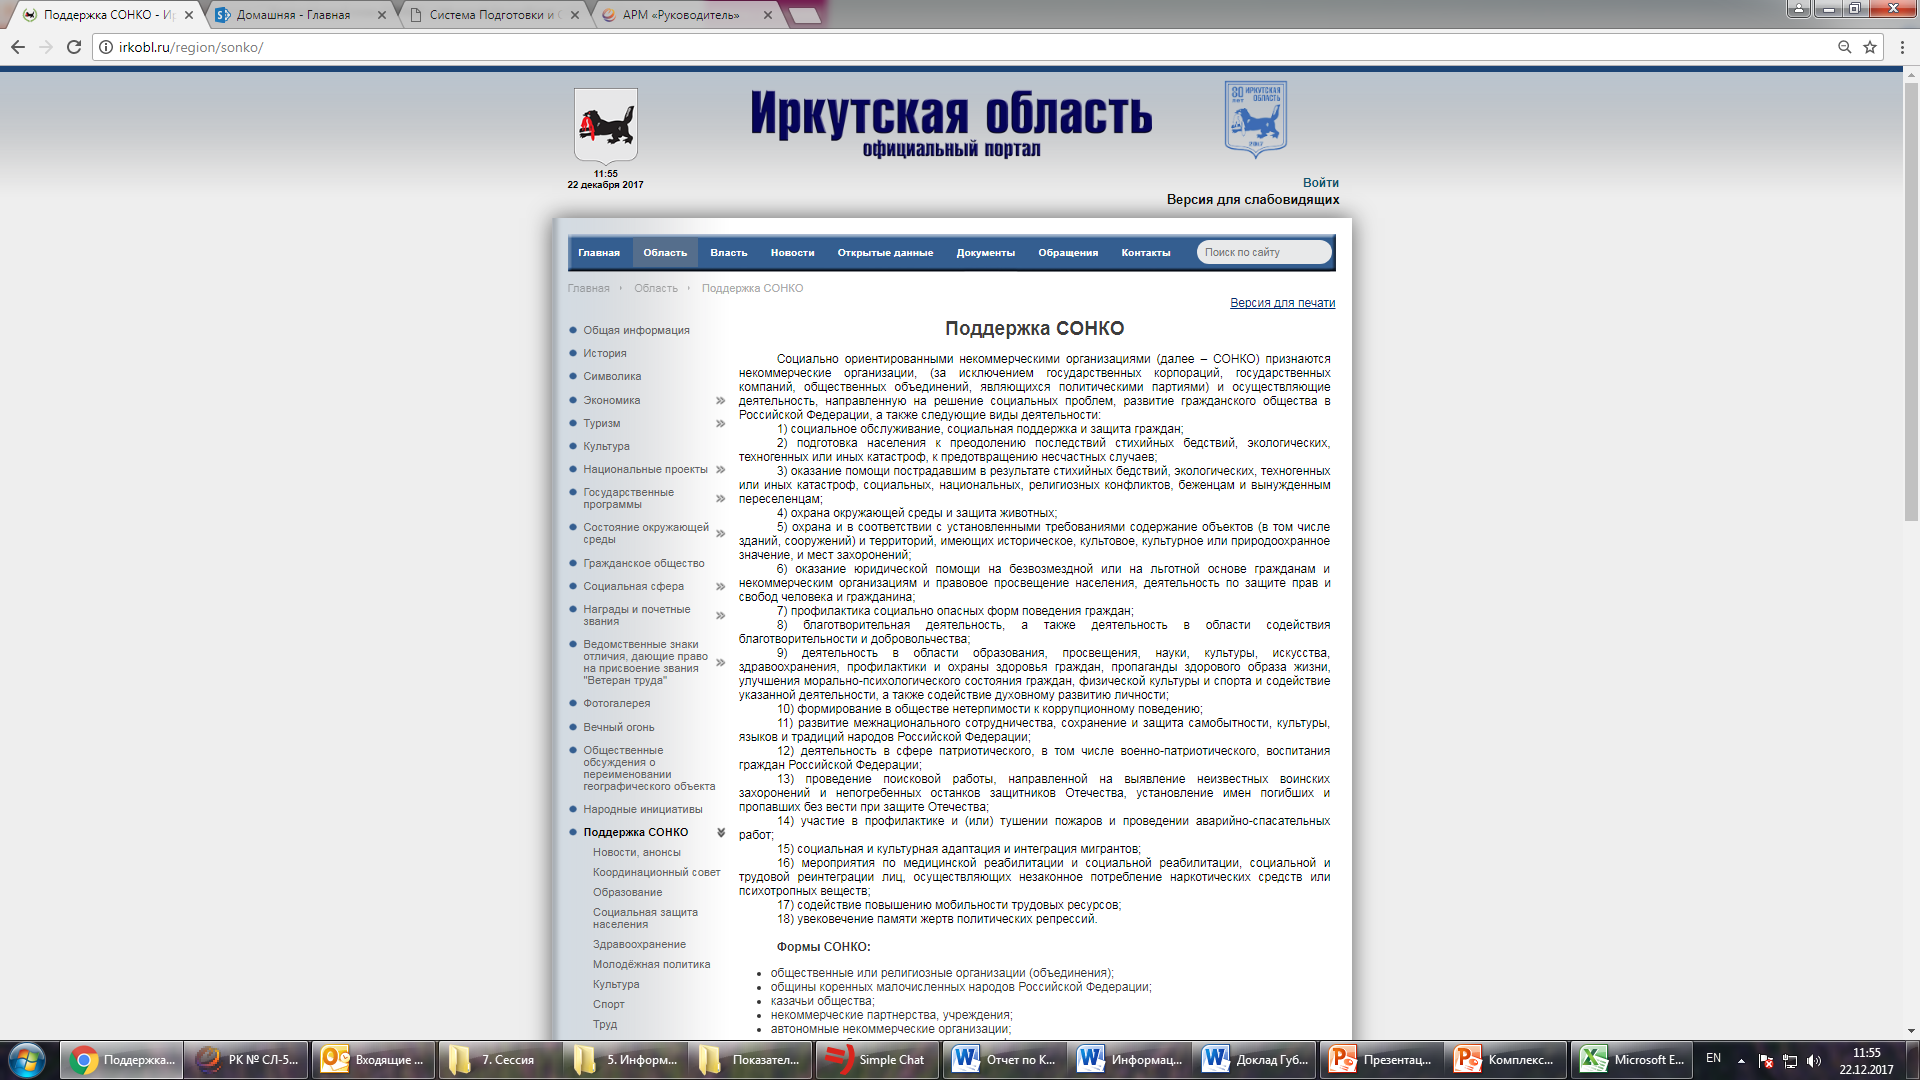 Поддержка СОНКО - Ир
Домашняя - Главная
Система Подготовки и С
АРМ «Руководитель»
irkobl.ru/region/sonko/
11:55
22 декабря 2017
Иркутская область
официальный портал
80 ЛЕТ
ИРКУТСКАЯ
ОБЛАСТЬ
2017
Войти
Версия для слабовидящих
Главная Область Власть Новости Открытые данные Документы Обращения Контакты Поиск по сайту
Главная Область Поддержка СОНКО
Версия для печати
Общая информация
История
Символика
Экономика
Туризм
Культура
Национальные проекты
Государственные
программы
Состояние окружающей
среды
Гражданское общество
Социальная сфера
Награды и почетные
звания
Ведомственные знаки
отличия, дающие право
на присвоение звания
"Ветеран труда"
Фотогалерея
Вечный огонь
Общественные
обсуждения о
переименовании
географического объекта
Народные инициативы
Поддержка СОНКО
Новости, анонсы
Координационный совет
Образование
Социальная защита
населения
Здравоохранение
Молодёжная политика
Культура
Спорт
Труд
Поддержка СОНКО
Социально ориентированными некоммерческими организациями (далее – СОНКО) признаются
некоммерческие организации, (за исключением государственных корпораций, государственных
компаний, общественных объединений, являющихся политическими партиями) и осуществляющие
деятельность, направленную на решение социальных проблем, развитие гражданского общества в
Российской Федерации, а также следующие виды деятельности:
1) социальное обслуживание, социальная поддержка и защита граждан;
2) подготовка населения к преодолению последствий стихийных бедствий, экологических,
техногенных или иных катастроф, к предотвращению несчастных случаев;
3) оказание помощи пострадавшим в результате стихийных бедствий, экологических, техногенных
или иных катастроф, социальных, национальных, религиозных конфликтов, беженцам и вынужденным
переселенцам;
4) охрана окружающей среды и защита животных;
5) охрана и в соответствии с установленными требованиями содержание объектов (в том числе
зданий, сооружений) и территорий, имеющих историческое, культовое, культурное или природоохранное
значение, и мест захоронений;
6) оказание юридической помощи на безвозмездной или на льготной основе гражданам и
некоммерческим организациям и правовое просвещение населения, деятельность по защите прав и
свобод человека и гражданина;
7) профилактика социально опасных форм поведения граждан;
8) благотворительная деятельность, а также деятельность в области содействия
благотворительности и добровольчества;
9) деятельность в области образования, просвещения, науки, культуры, искусства,
здравоохранения, профилактики и охраны здоровья граждан, пропаганды здорового образа жизни,
улучшения морально-психологического состояния граждан, физической культуры и спорта и содействие
указанной деятельности, а также содействие духовному развитию личности;
10) формирование в обществе нетерпимости к коррупционному поведению;
11) развитие межнационального сотрудничества, сохранение и защита самобытности, культуры,
языков и традиций народов Российской Федерации;
12) деятельность в сфере патриотического, в том числе военно-патриотического, воспитания
граждан Российской Федерации;
13) проведение поисковой работы, направленной на выявление неизвестных воинских
захоронений и непогребенных останков защитников Отечества, установление имен погибших и
пропавших без вести при защите Отечества;
14) участие в профилактике и (или) тушении пожаров и проведении аварийно-спасательных
работ;
15) социальная и культурная адаптация и интеграция мигрантов;
16) мероприятия по медицинской реабилитации и социальной реабилитации, социальной и
трудовой реинтеграции лиц, осуществляющих незаконное потребление наркотических средств или
психотропных веществ;
17) содействие повышению мобильности трудовых ресурсов;
18) увековечение памяти жертв политических репрессий.
Формы СОНКО:
общественные или религиозные организации (объединения);
общины коренных малочисленных народов Российской Федерации;
казачьи общества;
некоммерческие партнерства, учреждения;
автономные некоммерческие организации;
Поддержка...
РК № СЛ-5...
Входящие ...
7. Сессия
5. Информ...
Показател...
Simple Chat
Отчет по К...
Информац...
Доклад Губ...
Презентац...
Комплекс...
Microsoft E...
EN
11:55
22.12.2017